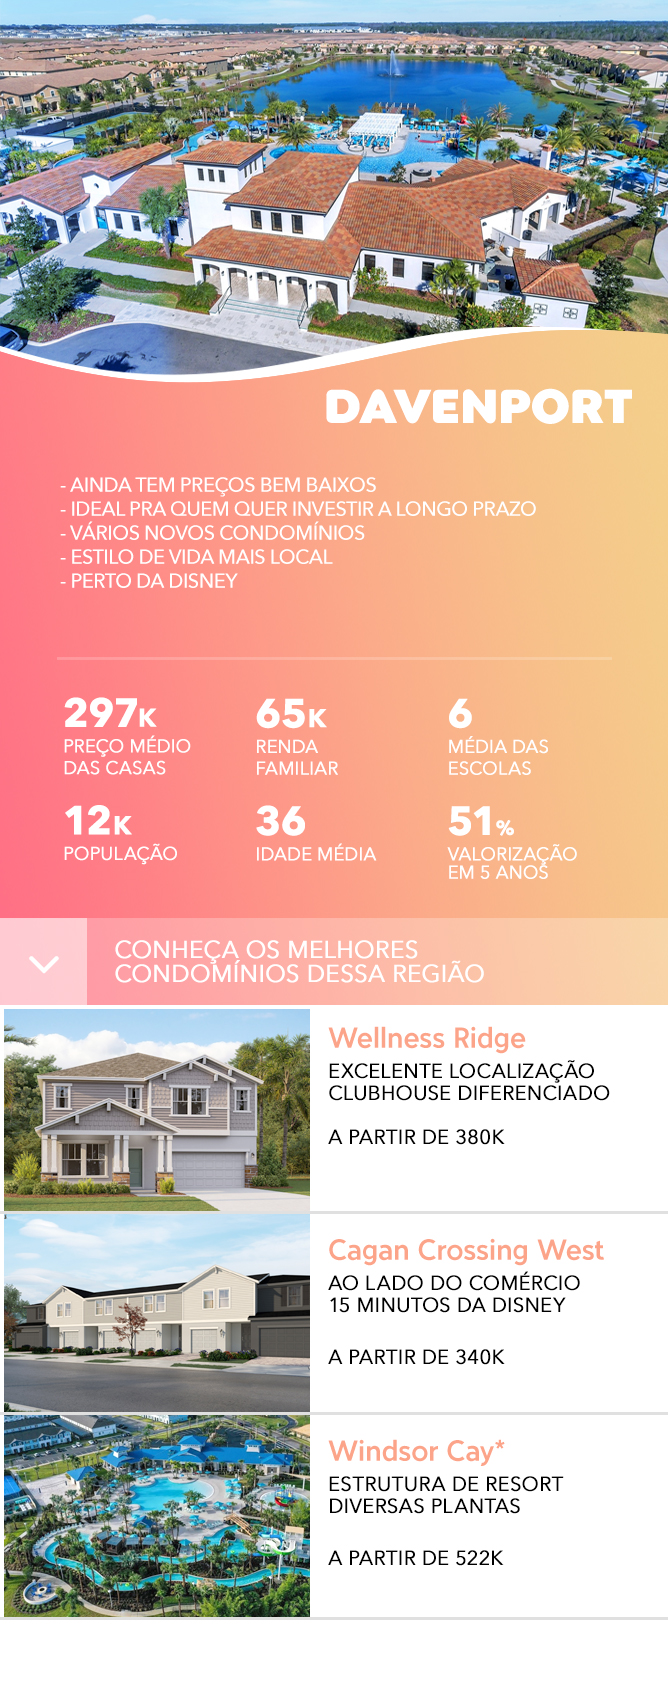 DAVENPORT
- AINDA TEM PREÇOS BEM BAIXOS
- IDEAL PRA QUEM QUER INVESTIR A LONGO PRAZO
- VÁRIOS NOVOS CONDOMÍNIOS
- ESTILO DE VIDA MAIS LOCAL
- PERTO DA DISNEY
297K
PREÇO MÉDIO
DAS CASAS
65K
RENDA
FAMILIAR
6
MÉDIA DAS
ESCOLAS
12K
POPULAÇÃO
36
IDADE MÉDIA
51%
VALORIZAÇÃO
EM 5 ANOS
CONHEÇA OS MELHORES
CONDOMÍNIOS DESSA REGIÃO
Wellness Ridge
EXCELENTE LOCALIZAÇÃO
CLUBHOUSE DIFERENCIADO
A PARTIR DE 380K
Cagan Crossing West
AO LADO DO COMÉRCIO
15 MINUTOS DA DISNEY
A PARTIR DE 340K
Windsor Cay*
ESTRUTURA DE RESORT
DIVERSAS PLANTAS
A PARTIR DE 522K